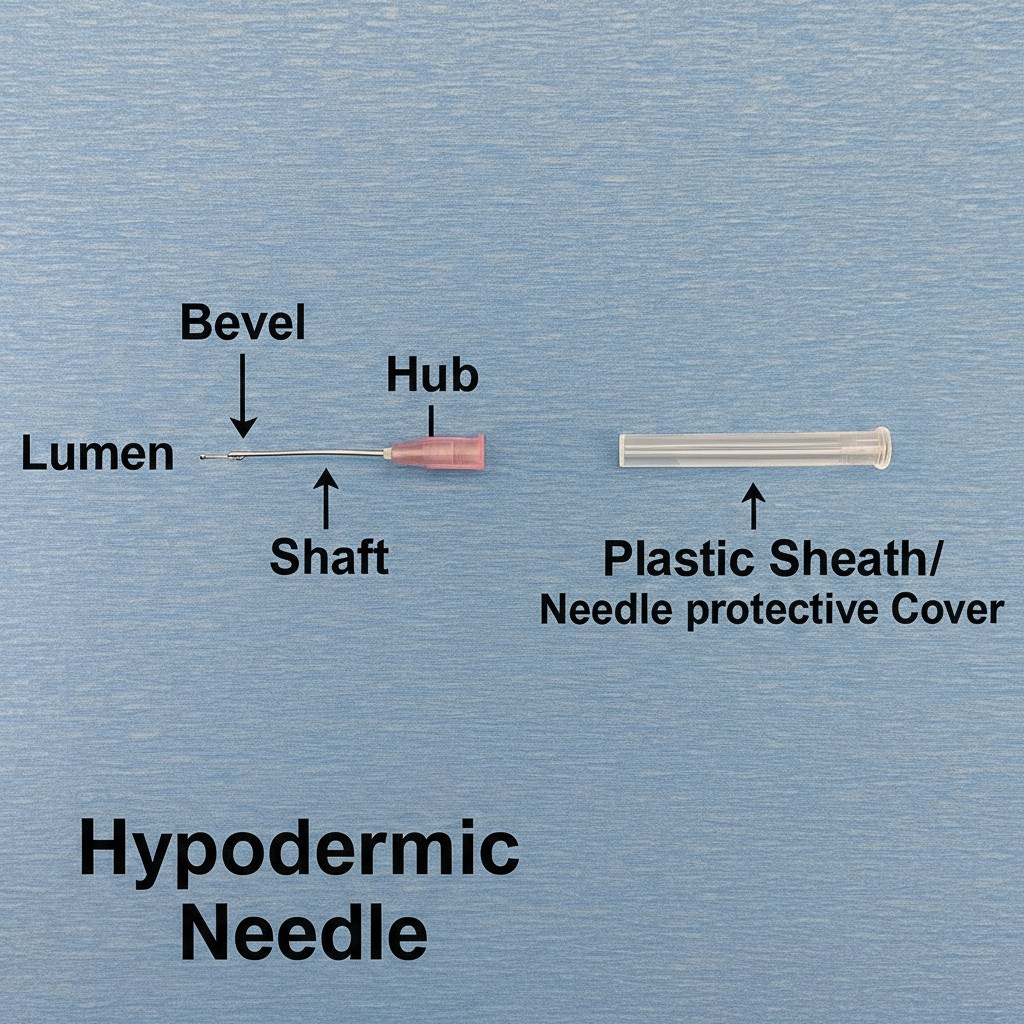 Bevel
Hub
Lumen
Shaft
Plastic Sheath/
Needle protective Cover
Hypodermic
Needle